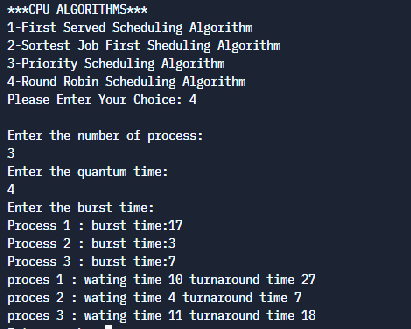 ***CPU ALGORITHMS***
1-First Served Scheduling Algorithm
2-Sortest Job First Sheduling Algorithm
3-Priority Scheduling Algorithm
4-Round Robin Scheduling Algorithm
Please Enter Your Choice: 4
Enter the number of process:
3
Enter the quantum time:
4
Enter the burst time:
Process 1 : burst time:17
Process 2 : burst time:3
Process 3 : burst time:7
proces 1 : wating time 10 turnaround time 27
proces 2 : wating time 4 turnaround time 7
proces 3 : wating time 11 turnaround time 18